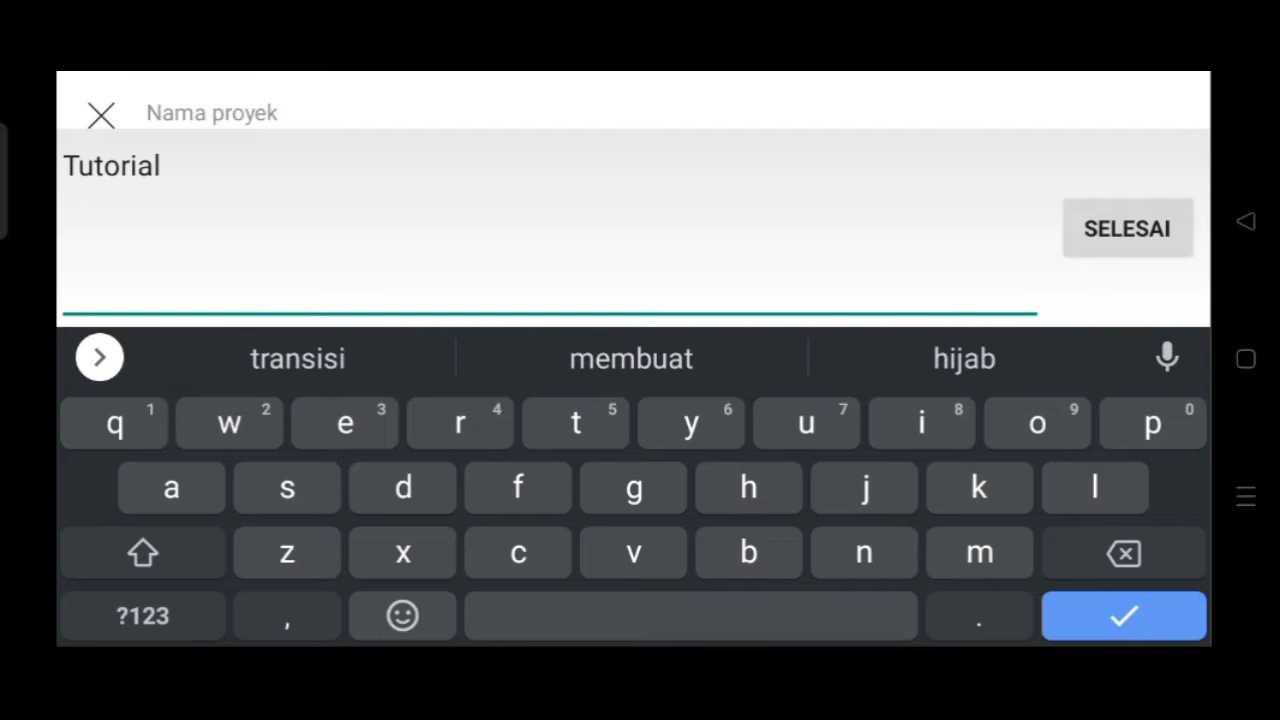 Nama proyek
Tutorial
SELESAI
transisi membuat hijab
q 1 w 2 e 3 r 4 t 5 y 6 u 7 i 8 o 9 p 0
a s d f g h j k l
z x c v b n m
?123 , .